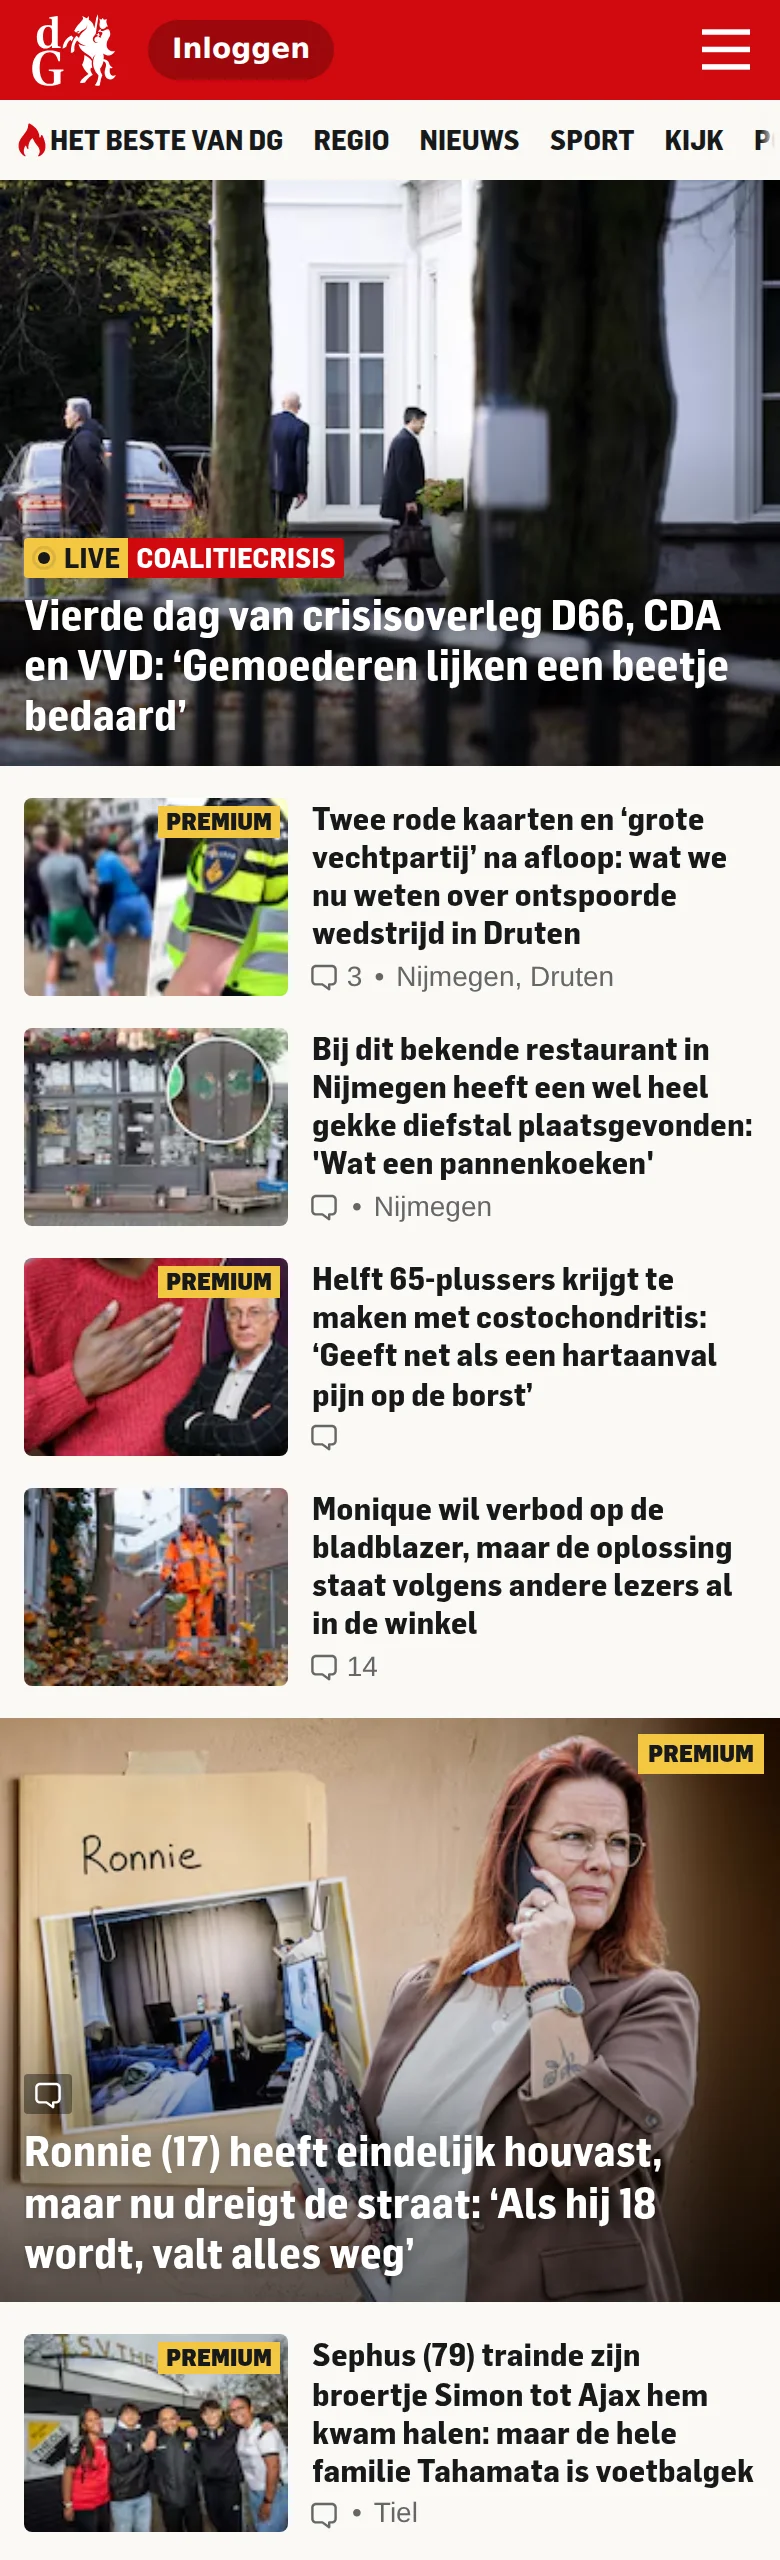 dG
Inloggen
HET BESTE VAN DG REGIO NIEUWS SPORT KIJK
LIVE COALITIECRISIS
Vierde dag van crisisoverleg D66, CDA
en VVD: ‘Gemoederen lijken een beetje
bedaard’
PREMIUM
Twee rode kaarten en ‘grote
vechtpartij’ na afloop: wat we
nu weten over ontspoorde
wedstrijd in Druten
3 • Nijmegen, Druten
Bij dit bekende restaurant in
Nijmegen heeft een wel heel
gekke diefstal plaatsgevonden:
'Wat een pannenkoeken'
• Nijmegen
PREMIUM
Helft 65-plussers krijgt te
maken met costochondritis:
‘Geeft net als een hartaanval
pijn op de borst’
Monique wil verbod op de
bladblazer, maar de oplossing
staat volgens andere lezers al
in de winkel
14
PREMIUM
Ronnie
Ronnie (17) heeft eindelijk houvast,
maar nu dreigt de straat: ‘Als hij 18
wordt, valt alles weg’
PREMIUM
Sephus (79) trainde zijn
broertje Simon tot Ajax hem
kwam halen: maar de hele
familie Tahamata is voetbalgek
• Tiel